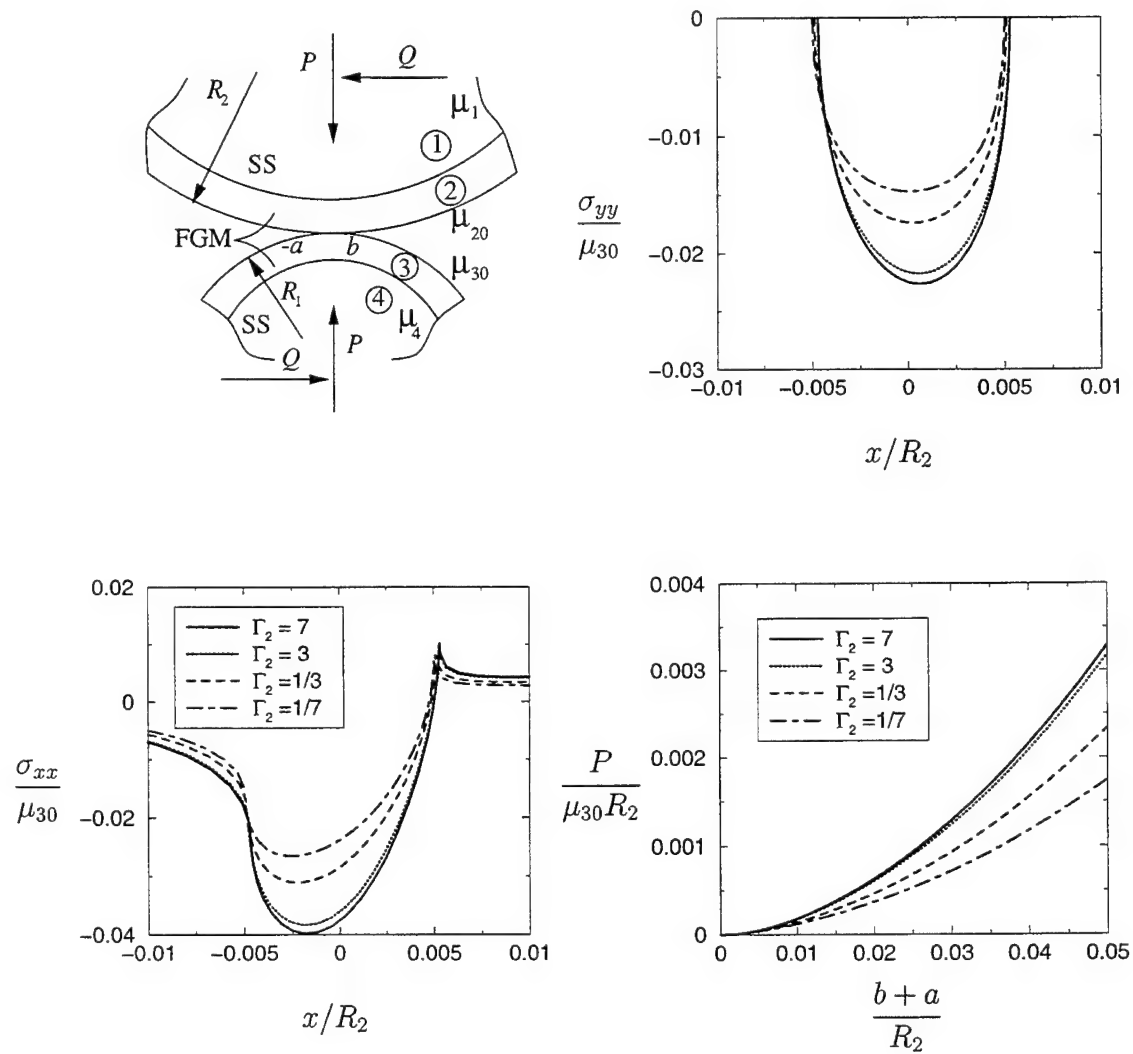 P
Q
R₂
μ₁
SS
①
②
μ₂₀
FGM
-a
b
③
μ₃₀
R₁
④
SS
μ₄
Q
P
0
−0.01
−0.02
−0.03
σ_yy / μ₃₀
−0.01 −0.005 0 0.005 0.01
x/R₂
0.02
0
−0.02
−0.04
σ_xx / μ₃₀
Γ₂ = 7
Γ₂ = 3
Γ₂ =1/3
Γ₂ =1/7
−0.01 −0.005 0 0.005 0.01
x/R₂
0.004
0.003
0.002
0.001
0
P / μ₃₀R₂
Γ₂ = 7
Γ₂ = 3
Γ₂ =1/3
Γ₂ =1/7
0 0.01 0.02 0.03 0.04 0.05
b + a / R₂